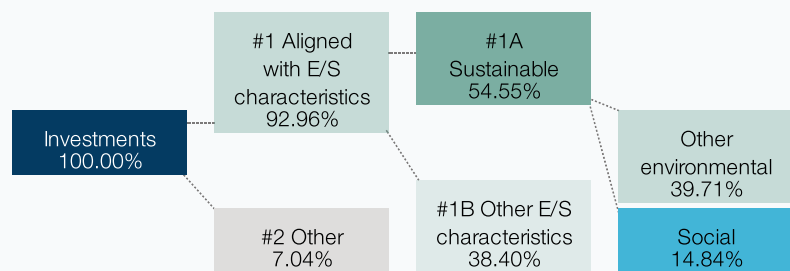 Investments
100.00%
#1 Aligned
with E/S
characteristics
92.96%
#2 Other
7.04%
#1A
Sustainable
54.55%
#1B Other E/S
characteristics
38.40%
Other
environmental
39.71%
Social
14.84%